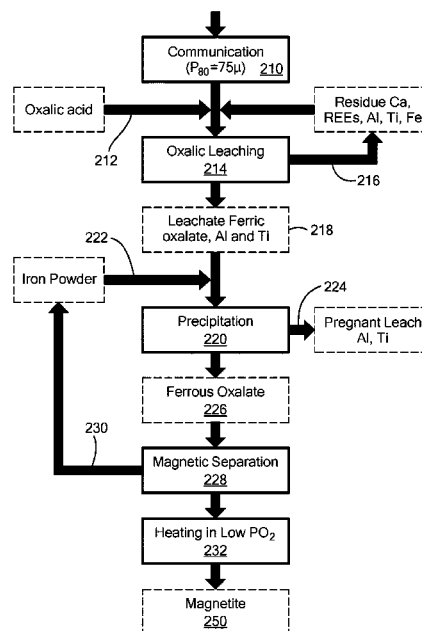 Communication
(P80=75µ) 210
Oxalic acid
Residue Ca,
REEs, Al, Ti, Fe
212
Oxalic Leaching
214
216
Leachate Ferric
oxalate, Al and Ti
218
222
Iron Powder
224
Precipitation
220
Pregnant Leach
Al, Ti
Ferrous Oxalate
226
230
Magnetic Separation
228
Heating in Low PO2
232
Magnetite
250